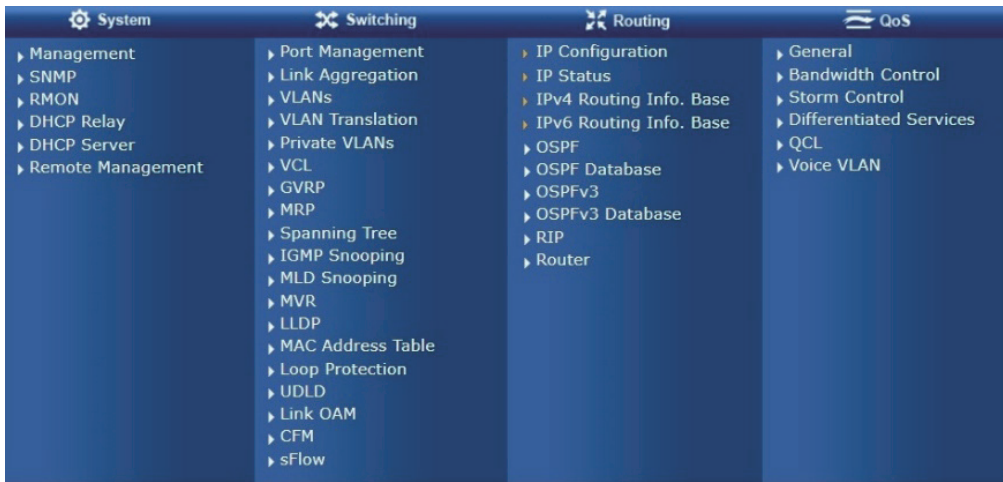 System
Management
SNMP
RMON
DHCP Relay
DHCP Server
Remote Management
Switching
Port Management
Link Aggregation
VLANs
VLAN Translation
Private VLANs
VCL
GVRP
MRP
Spanning Tree
IGMP Snooping
MLD Snooping
MVR
LLDP
MAC Address Table
Loop Protection
UDLD
Link OAM
CFM
sFlow
Routing
IP Configuration
IP Status
IPv4 Routing Info. Base
IPv6 Routing Info. Base
OSPF
OSPF Database
OSPFv3
OSPFv3 Database
RIP
Router
QoS
General
Bandwidth Control
Storm Control
Differentiated Services
QCL
Voice VLAN